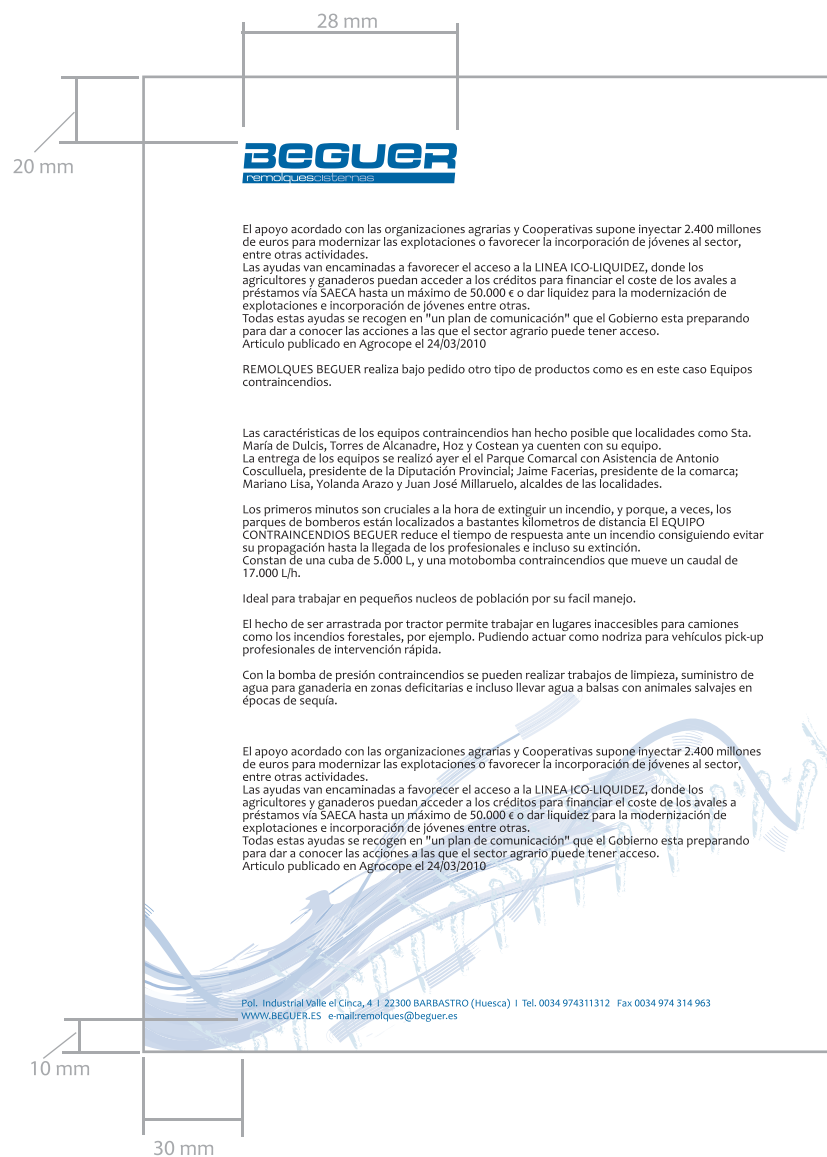 28 mm
20 mm
BEGUER
remolquescisternas
El apoyo acordado con las organizaciones agrarias y Cooperativas supone inyectar 2.400 millones
de euros para modernizar las explotaciones o favorecer la incorporación de jóvenes al sector,
entre otras actividades.
Las ayudas van encaminadas a favorecer el acceso a la LINEA ICO-LIQUIDEZ, donde los
agricultores y ganaderos puedan acceder a los créditos para financiar el coste de los avales a
préstamos vía SAECA hasta un máximo de 50.000 € o dar liquidez para la modernización de
explotaciones e incorporación de jóvenes entre otras.
Todas estas ayudas se recogen en "un plan de comunicación" que el Gobierno esta preparando
para dar a conocer las acciones a las que el sector agrario puede tener acceso.
Articulo publicado en Agrocope el 24/03/2010
REMOLQUES BEGUER realiza bajo pedido otro tipo de productos como es en este caso Equipos
contraincendios.
Las caractéristicas de los equipos contraincendios han hecho posible que localidades como Sta.
María de Dulcis, Torres de Alcanadre, Hoz y Costean ya cuenten con su equipo.
La entrega de los equipos se realizó ayer el el Parque Comarcal con Asistencia de Antonio
Cosculluela, presidente de la Diputación Provincial; Jaime Facerias, presidente de la comarca;
Mariano Lisa, Yolanda Arazo y Juan José Millaruelo, alcaldes de las localidades.
Los primeros minutos son cruciales a la hora de extinguir un incendio, y porque, a veces, los
parques de bomberos están localizados a bastantes kilometros de distancia El EQUIPO
CONTRAINCENDIOS BEGUER reduce el tiempo de respuesta ante un incendio consiguiendo evitar
su propagación hasta la llegada de los profesionales e incluso su extinción.
Constan de una cuba de 5.000 L, y una motobomba contraincendios que mueve un caudal de
17.000 L/h.
Ideal para trabajar en pequeños nucleos de población por su facil manejo.
El hecho de ser arrastrada por tractor permite trabajar en lugares inaccesibles para camiones
como los incendios forestales, por ejemplo. Pudiendo actuar como nodriza para vehículos pick-up
profesionales de intervención rápida.
Con la bomba de presión contraincendios se pueden realizar trabajos de limpieza, suministro de
agua para ganaderia en zonas deficitarias e incluso llevar agua a balsas con animales salvajes en
épocas de sequía.
El apoyo acordado con las organizaciones agrarias y Cooperativas supone inyectar 2.400 millones
de euros para modernizar las explotaciones o favorecer la incorporación de jóvenes al sector,
entre otras actividades.
Las ayudas van encaminadas a favorecer el acceso a la LINEA ICO-LIQUIDEZ, donde los
agricultores y ganaderos puedan acceder a los créditos para financiar el coste de los avales a
préstamos vía SAECA hasta un máximo de 50.000 € o dar liquidez para la modernización de
explotaciones e incorporación de jóvenes entre otras.
Todas estas ayudas se recogen en "un plan de comunicación" que el Gobierno esta preparando
para dar a conocer las acciones a las que el sector agrario puede tener acceso.
Articulo publicado en Agrocope el 24/03/2010
Pol. Industrial Valle el Cinca, 4 I 22300 BARBASTRO (Huesca) I Tel. 0034 974311312 Fax 0034 974 314 963
WWW.BEGUER.ES e-mail:remolques@beguer.es
10 mm
30 mm